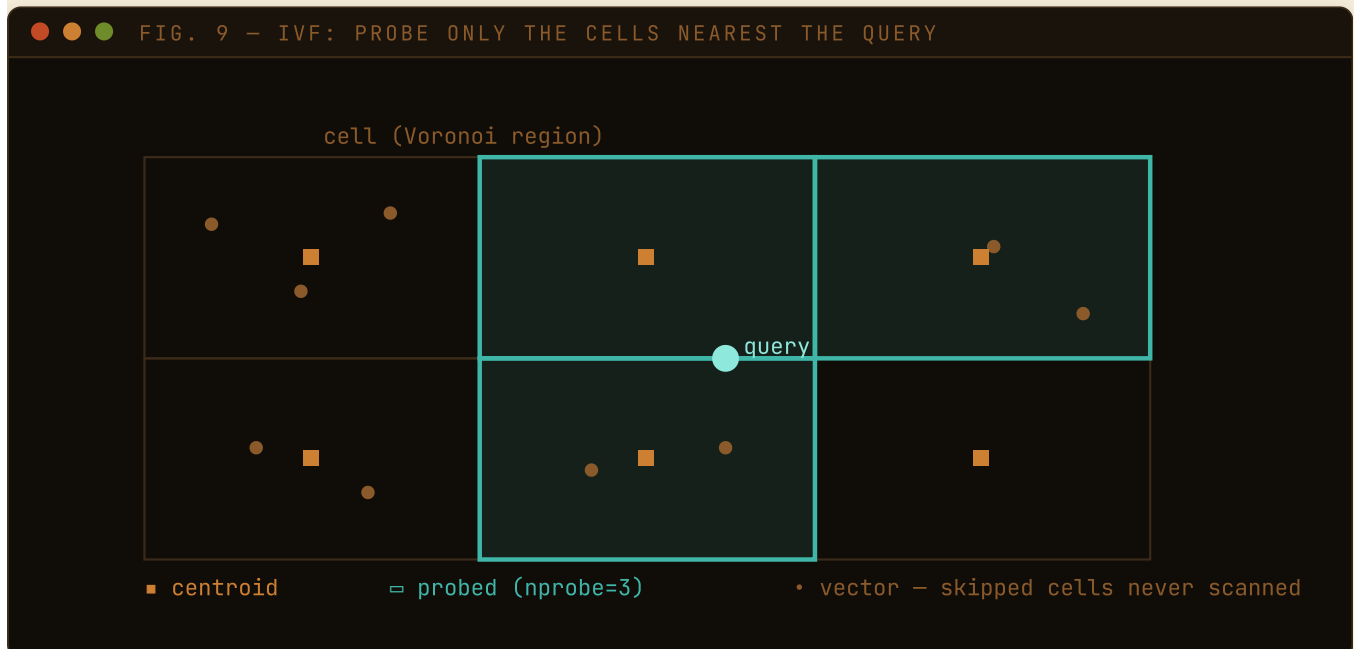 FIG. 9 — IVF: PROBE ONLY THE CELLS NEAREST THE QUERY
cell (Voronoi region)
query
▪ centroid
▭ probed (nprobe=3)
• vector — skipped cells never scanned